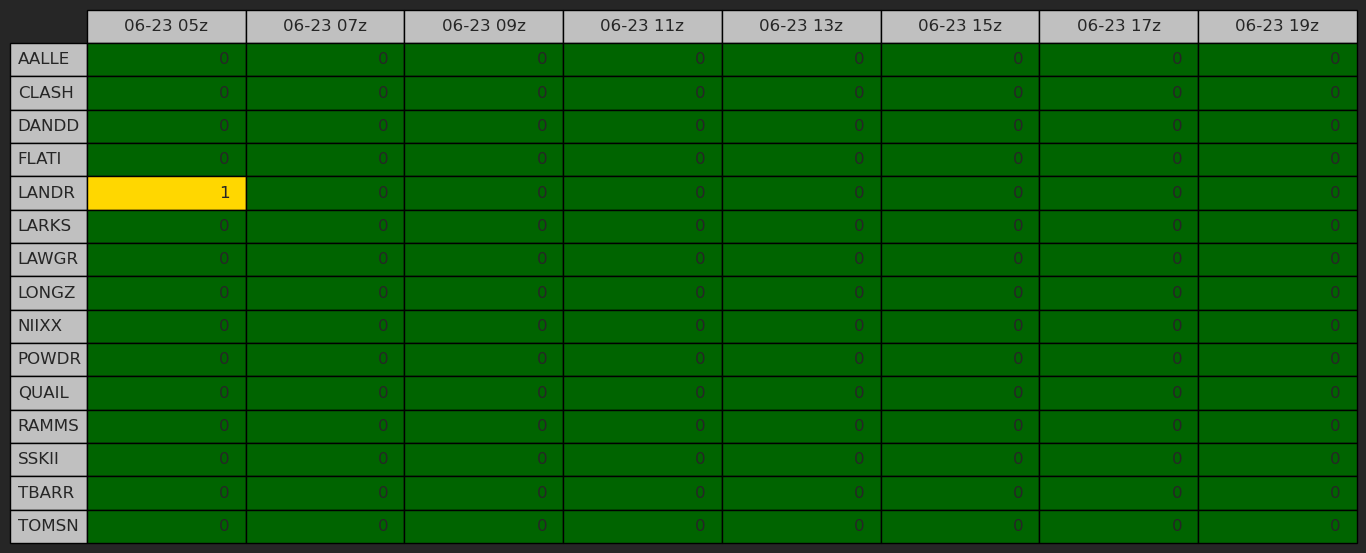 06-23 05z 06-23 07z 06-23 09z 06-23 11z 06-23 13z 06-23 15z 06-23 17z 06-23 19z
AALLE 0 0 0 0 0 0 0 0
CLASH 0 0 0 0 0 0 0 0
DANDD 0 0 0 0 0 0 0 0
FLATI 0 0 0 0 0 0 0 0
LANDR 1 0 0 0 0 0 0 0
LARKS 0 0 0 0 0 0 0 0
LAWGR 0 0 0 0 0 0 0 0
LONGZ 0 0 0 0 0 0 0 0
NIIXX 0 0 0 0 0 0 0 0
POWDR 0 0 0 0 0 0 0 0
QUAIL 0 0 0 0 0 0 0 0
RAMMS 0 0 0 0 0 0 0 0
SSKII 0 0 0 0 0 0 0 0
TBARR 0 0 0 0 0 0 0 0
TOMSN 0 0 0 0 0 0 0 0